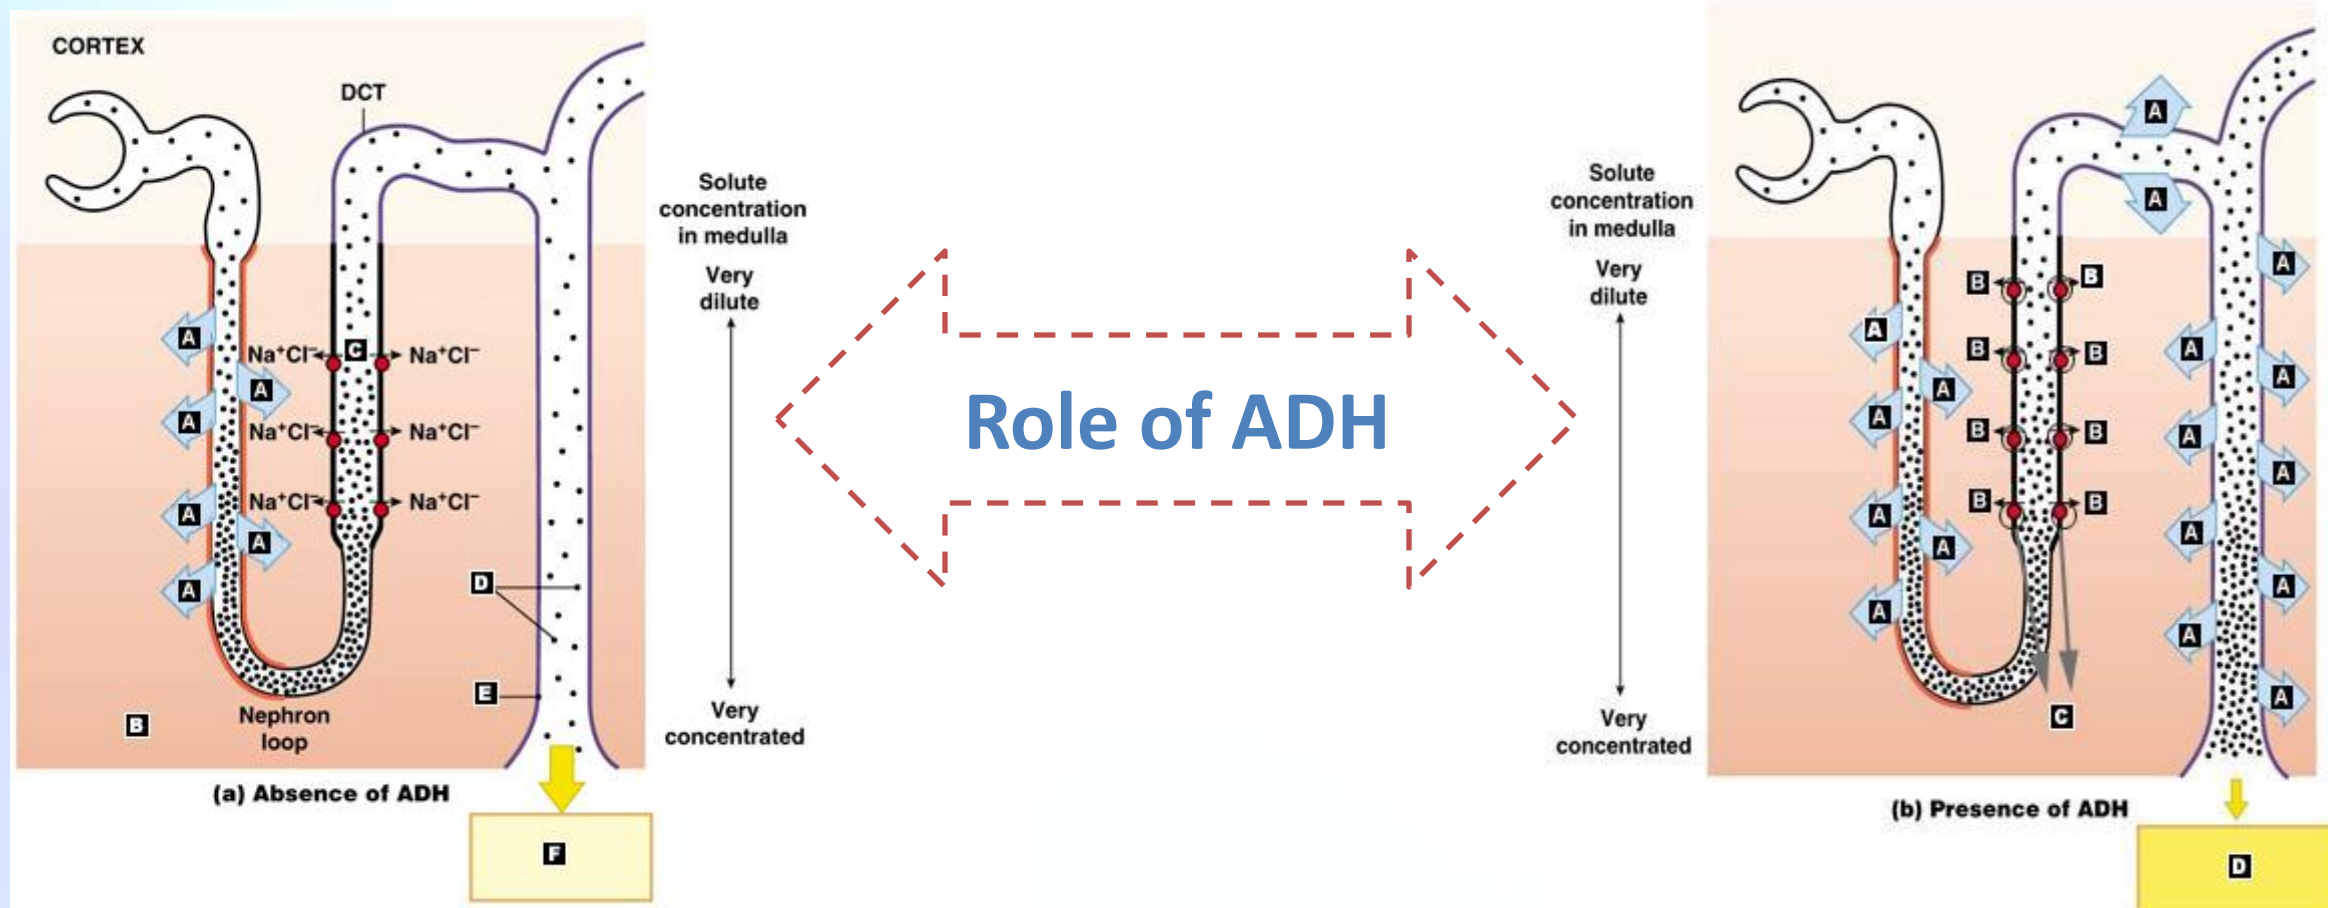 CORTEX
DCT
A
Na⁺Cl⁻
C
Na⁺Cl⁻
A
A
Na⁺Cl⁻
Na⁺Cl⁻
A
Na⁺Cl⁻
Na⁺Cl⁻
A
A
D
E
B
Nephron
loop
(a) Absence of ADH
F
Solute
concentration
in medulla
Very
dilute
Very
concentrated
Role of ADH
Solute
concentration
in medulla
Very
dilute
Very
concentrated
A
A
A
B
B
A
A
B
B
A
A
A
A
B
B
A
A
A
B
B
A
A
A
A
A
A
C
A
(b) Presence of ADH
D